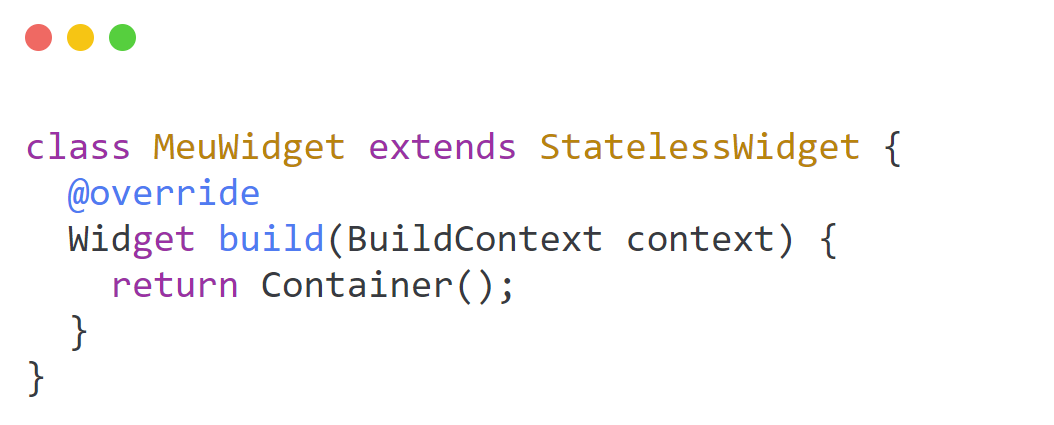 class MeuWidget extends StatelessWidget {
  @override
  Widget build(BuildContext context) {
    return Container();
  }
}